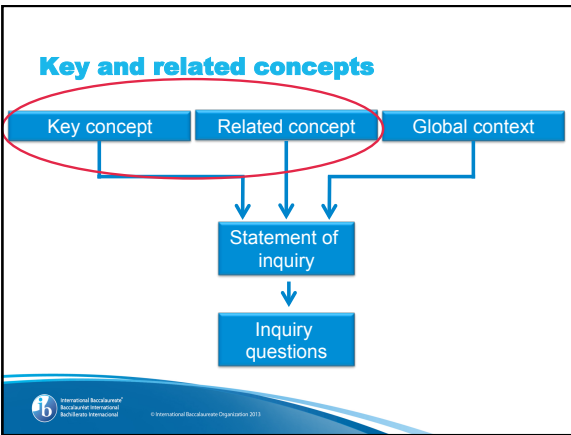 Key and related concepts
Key concept
Related concept
Global context
Statement of
inquiry
Inquiry
questions
International Baccalaureate®
Baccalauréat International
Bachillerato Internacional
© International Baccalaureate Organization 2013